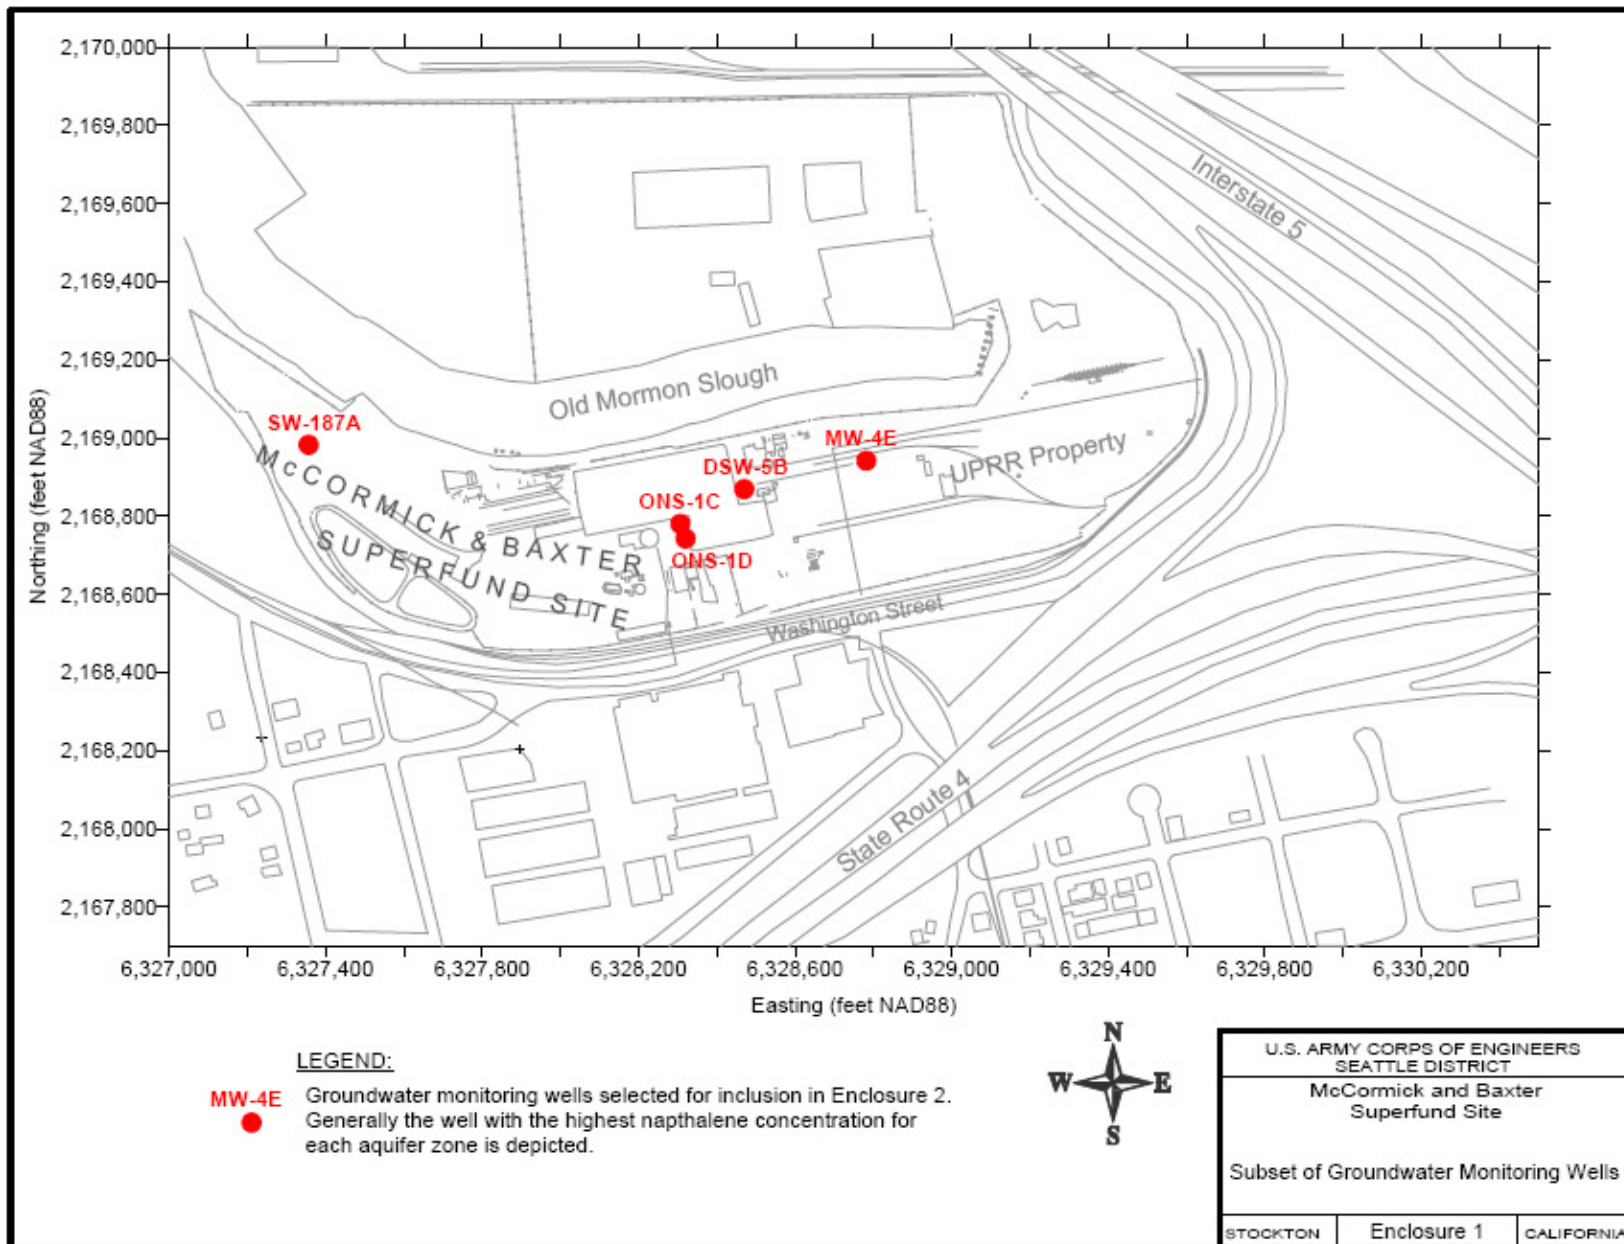 2,170,000
2,169,800
2,169,600
2,169,400
2,169,200
2,169,000
2,168,800
2,168,600
2,168,400
2,168,200
2,168,000
2,167,800
Northing (feet NAD88)
Interstate 5
Old Mormon Slough
SW-187A
MW-4E
DSW-5B
UPRR Property
ONS-1C
ONS-1D
McCORMICK & BAXTER
SUPERFUND SITE
Washington Street
State Route 4
6,327,000 6,327,400 6,327,800 6,328,200 6,328,600 6,329,000 6,329,400 6,329,800 6,330,200
Easting (feet NAD88)
LEGEND:
MW-4E Groundwater monitoring wells selected for inclusion in Enclosure 2.
Generally the well with the highest napthalene concentration for
each aquifer zone is depicted.
N
W E
S
U.S. ARMY CORPS OF ENGINEERS
SEATTLE DISTRICT
McCormick and Baxter
Superfund Site
Subset of Groundwater Monitoring Wells
STOCKTON Enclosure 1 CALIFORNIA